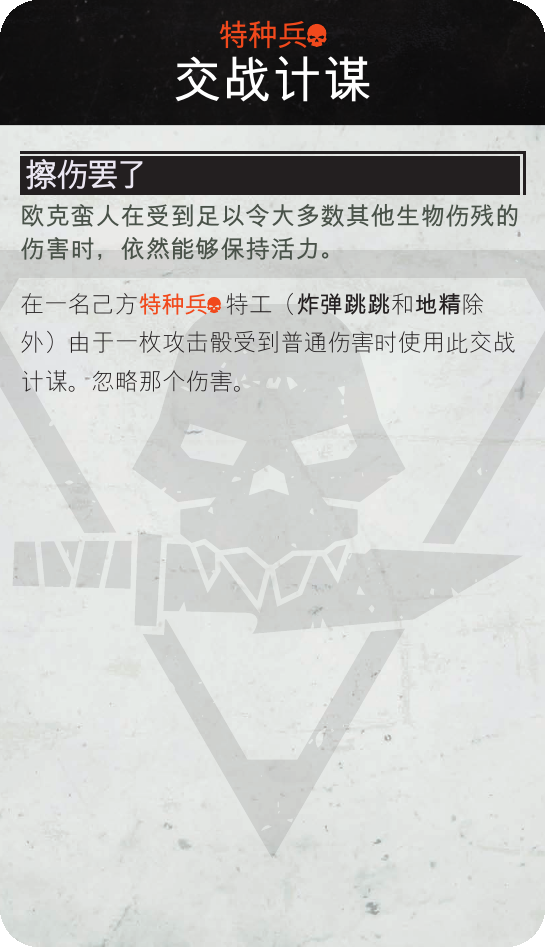 特种兵
交战计谋
擦伤罢了
欧克蛮人在受到足以令大多数其他生物伤残的
伤害时，依然能够保持活力。
在一名己方特种兵特工（炸弹跳跳和地精除
外）由于一枚攻击骰受到普通伤害时使用此交战
计谋。忽略那个伤害。